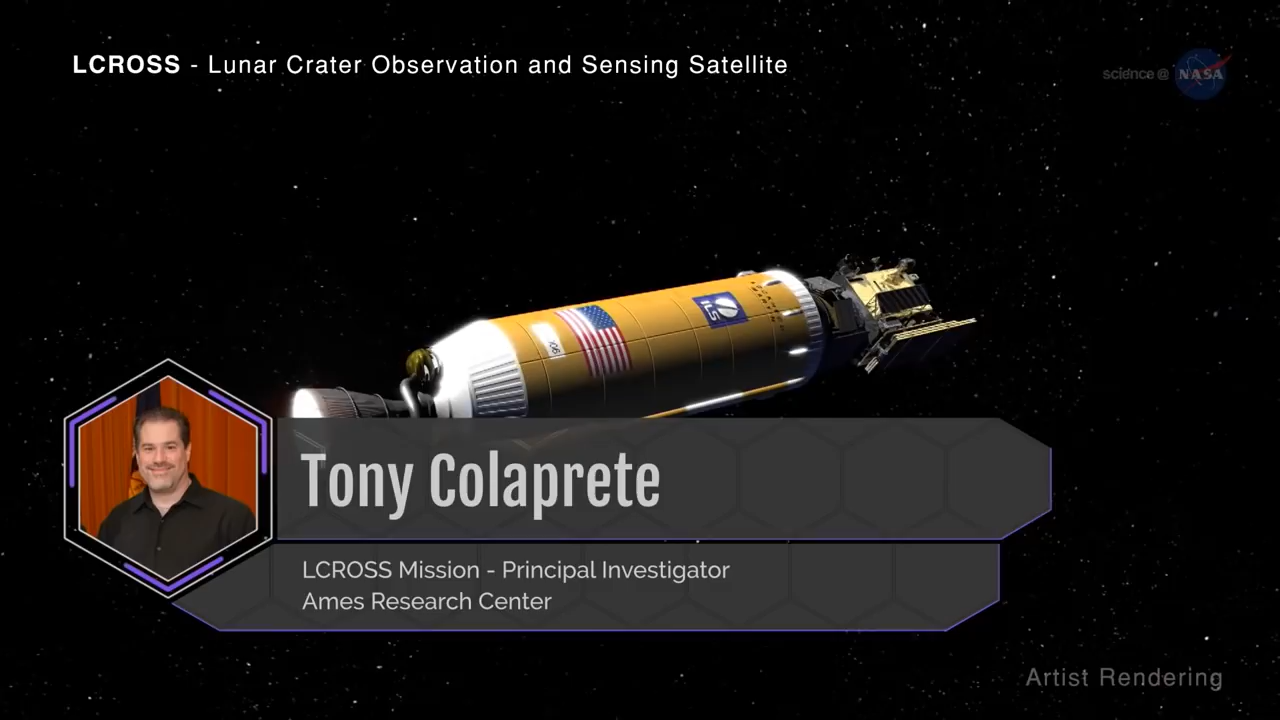 LCROSS - Lunar Crater Observation and Sensing Satellite
science@ NASA
ILS
Tony Colaprete
LCROSS Mission - Principal Investigator
Ames Research Center
Artist Rendering